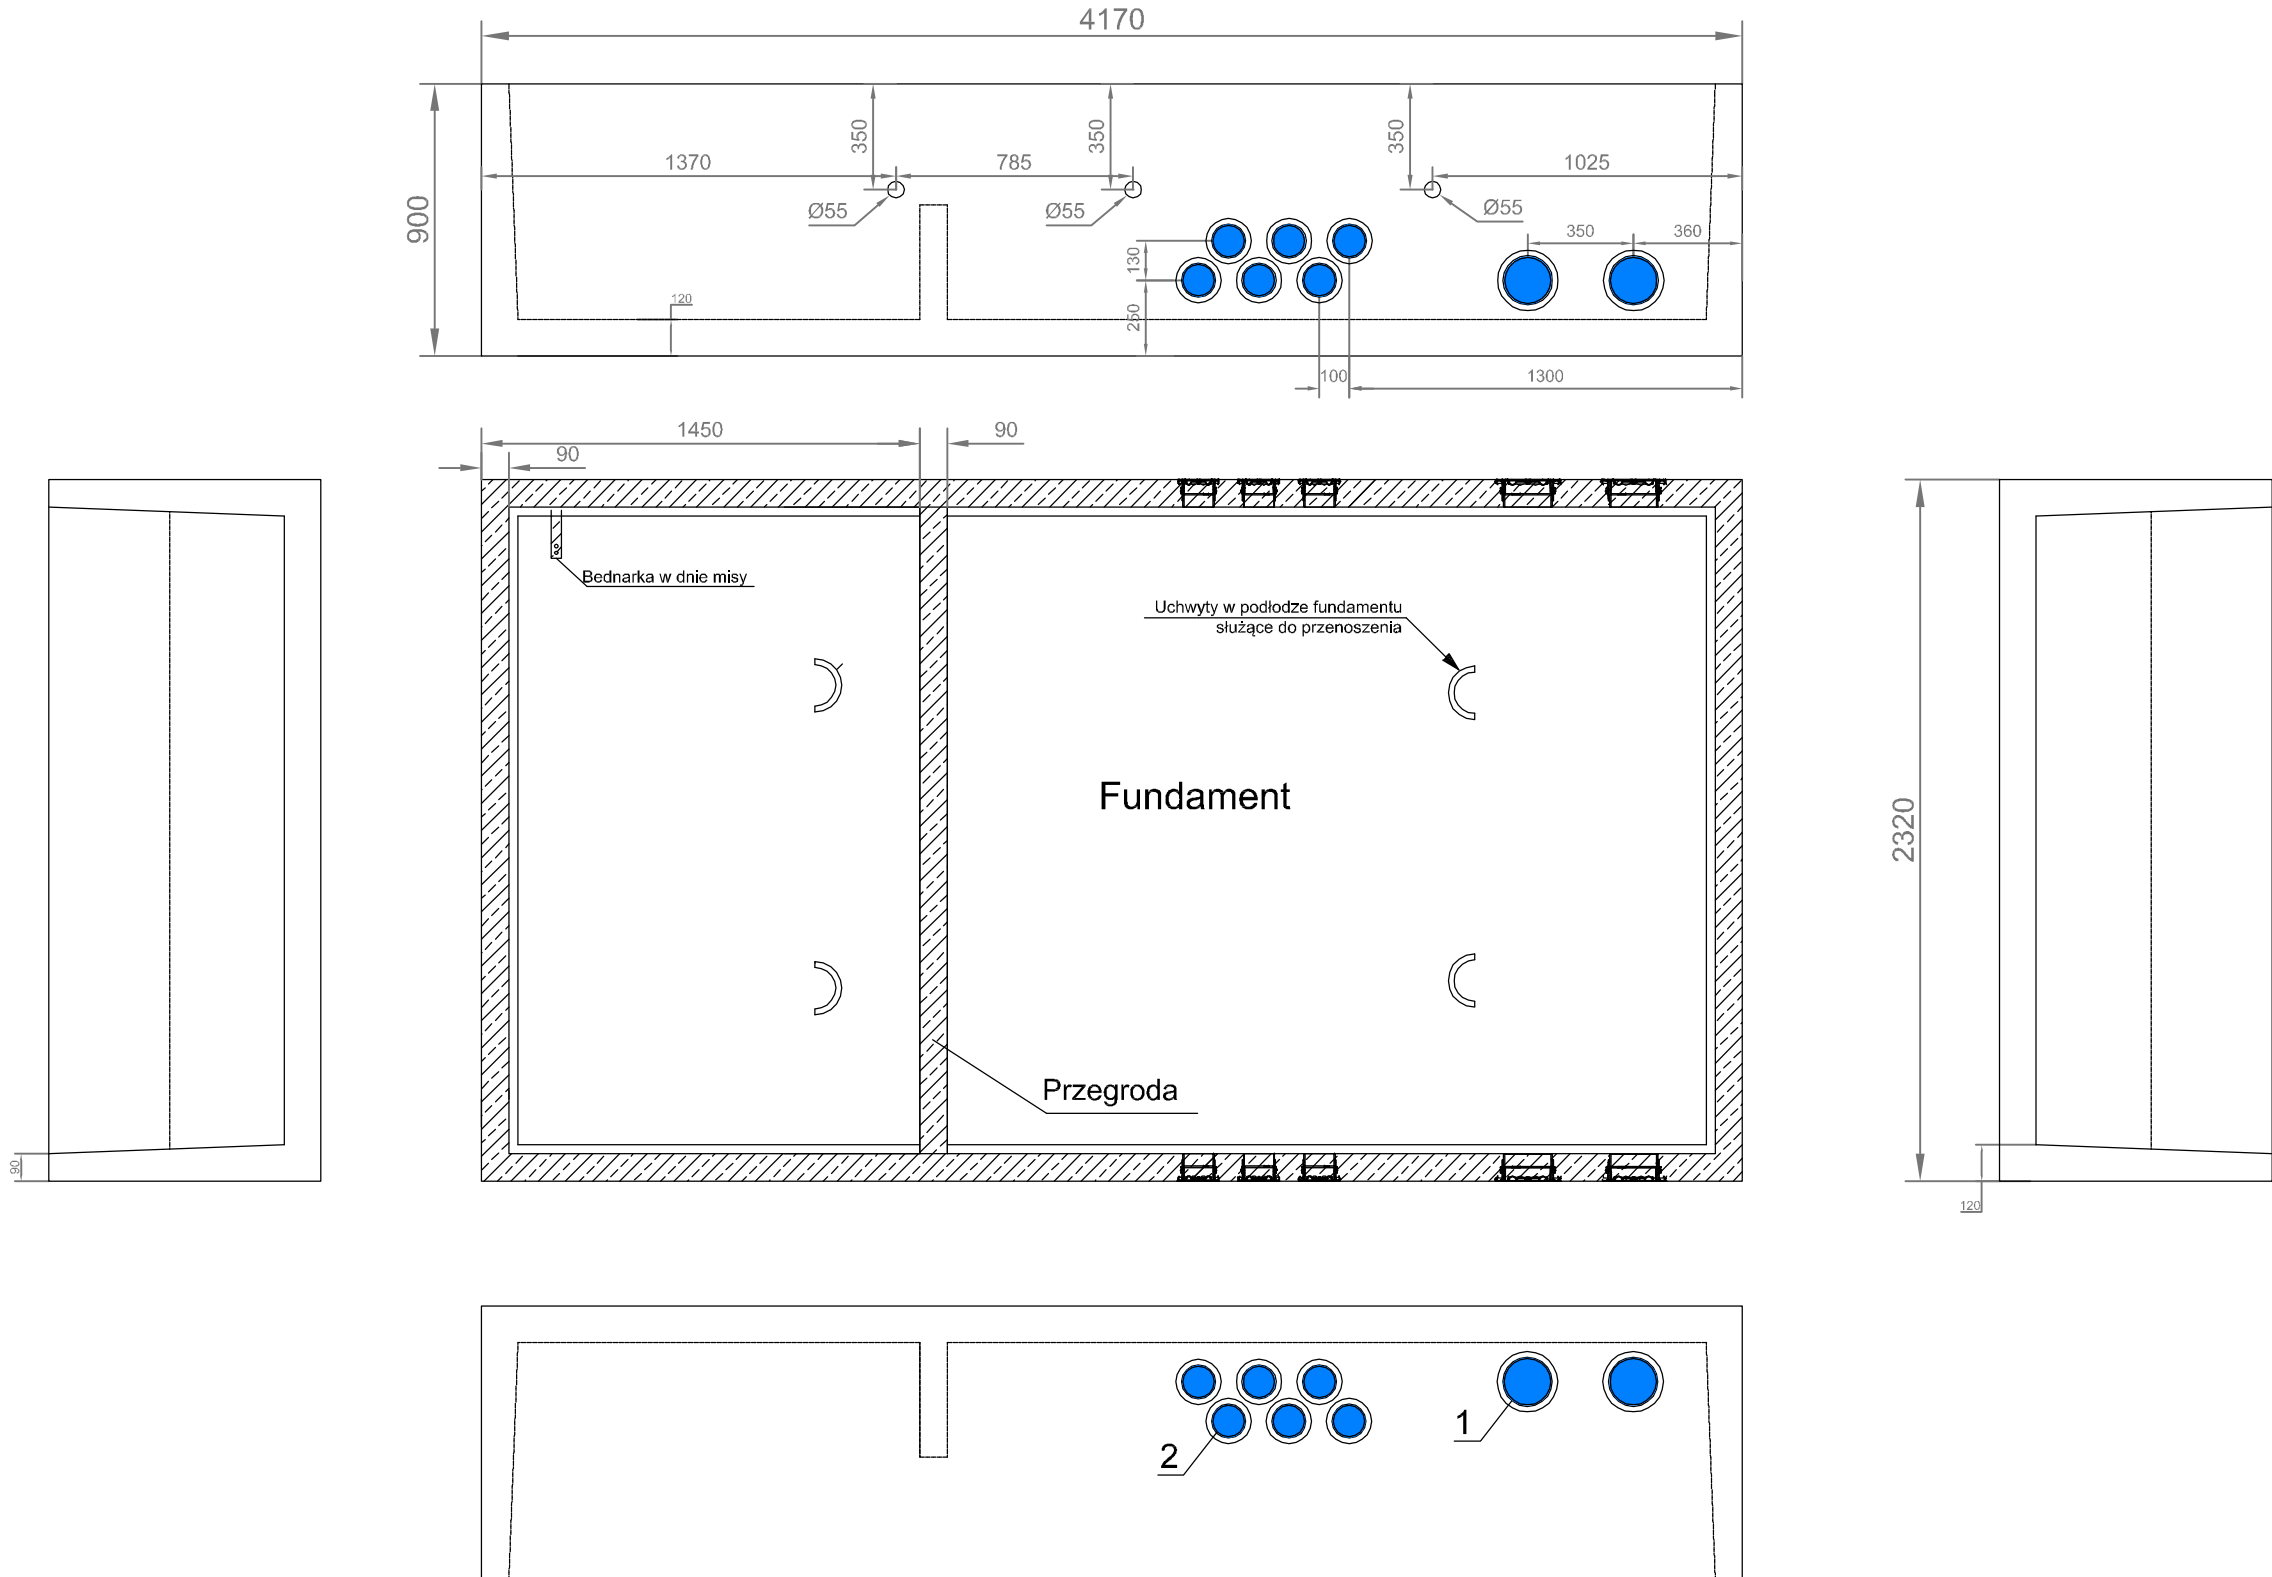 4170
350
350
350
1370
785
1025
900
Ø55
Ø55
Ø55
350
360
130
120
250
100
1300
1450
90
90
Bednarka w dnie misy
Uchwyty w podłodze fundamentu
służące do przenoszenia
Fundament
2320
Przegroda
90
120
1
2